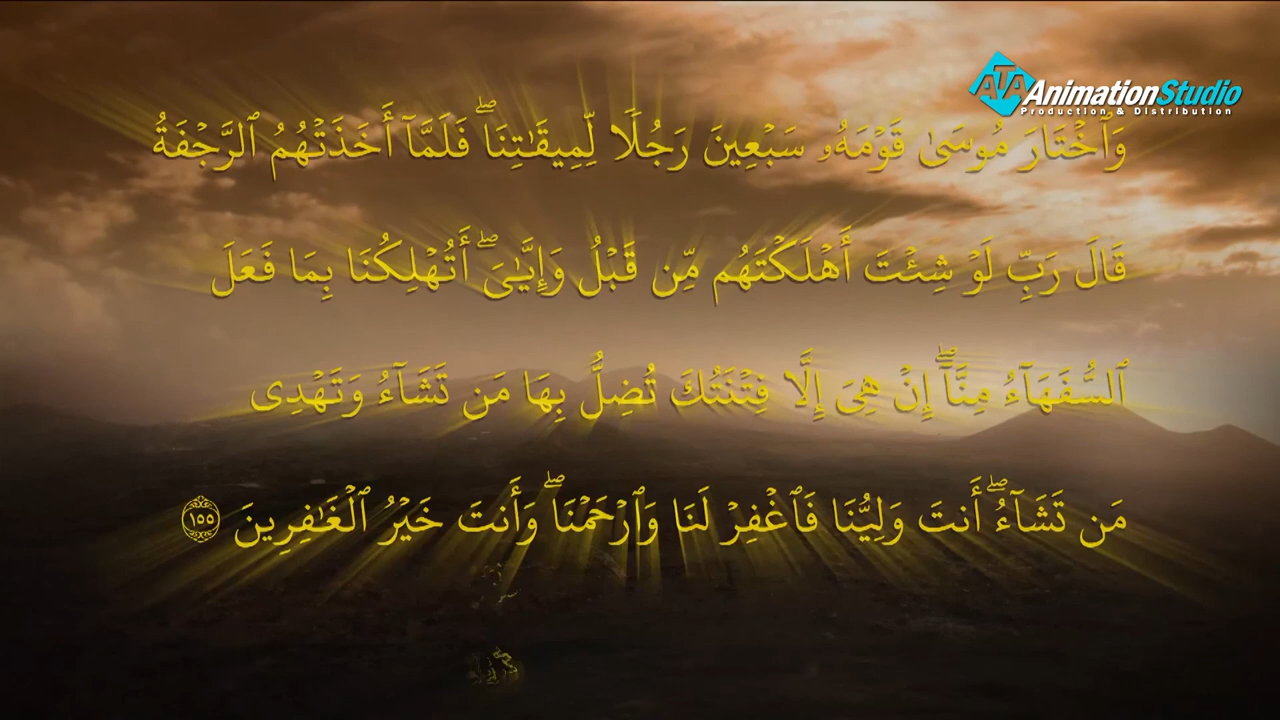 ATA AnimationStudio
Production & Distribution
وَٱخۡتَارَ مُوسَىٰ قَوۡمَهُۥ سَبۡعِينَ رَجُلٗا لِّمِيقَٰتِنَاۖ فَلَمَّآ أَخَذَتۡهُمُ ٱلرَّجۡفَةُ
قَالَ رَبِّ لَوۡ شِئۡتَ أَهۡلَكۡتَهُم مِّن قَبۡلُ وَإِيَّٰيَۖ أَتُهۡلِكُنَا بِمَا فَعَلَ
ٱلسُّفَهَآءُ مِنَّآۖ إِنۡ هِيَ إِلَّا فِتۡنَتُكَ تُضِلُّ بِهَا مَن تَشَآءُ وَتَهۡدِي
مَن تَشَآءُۖ أَنتَ وَلِيُّنَا فَٱغۡفِرۡ لَنَا وَٱرۡحَمۡنَاۖ وَأَنتَ خَيۡرُ ٱلۡغَٰفِرِينَ ١٥٥